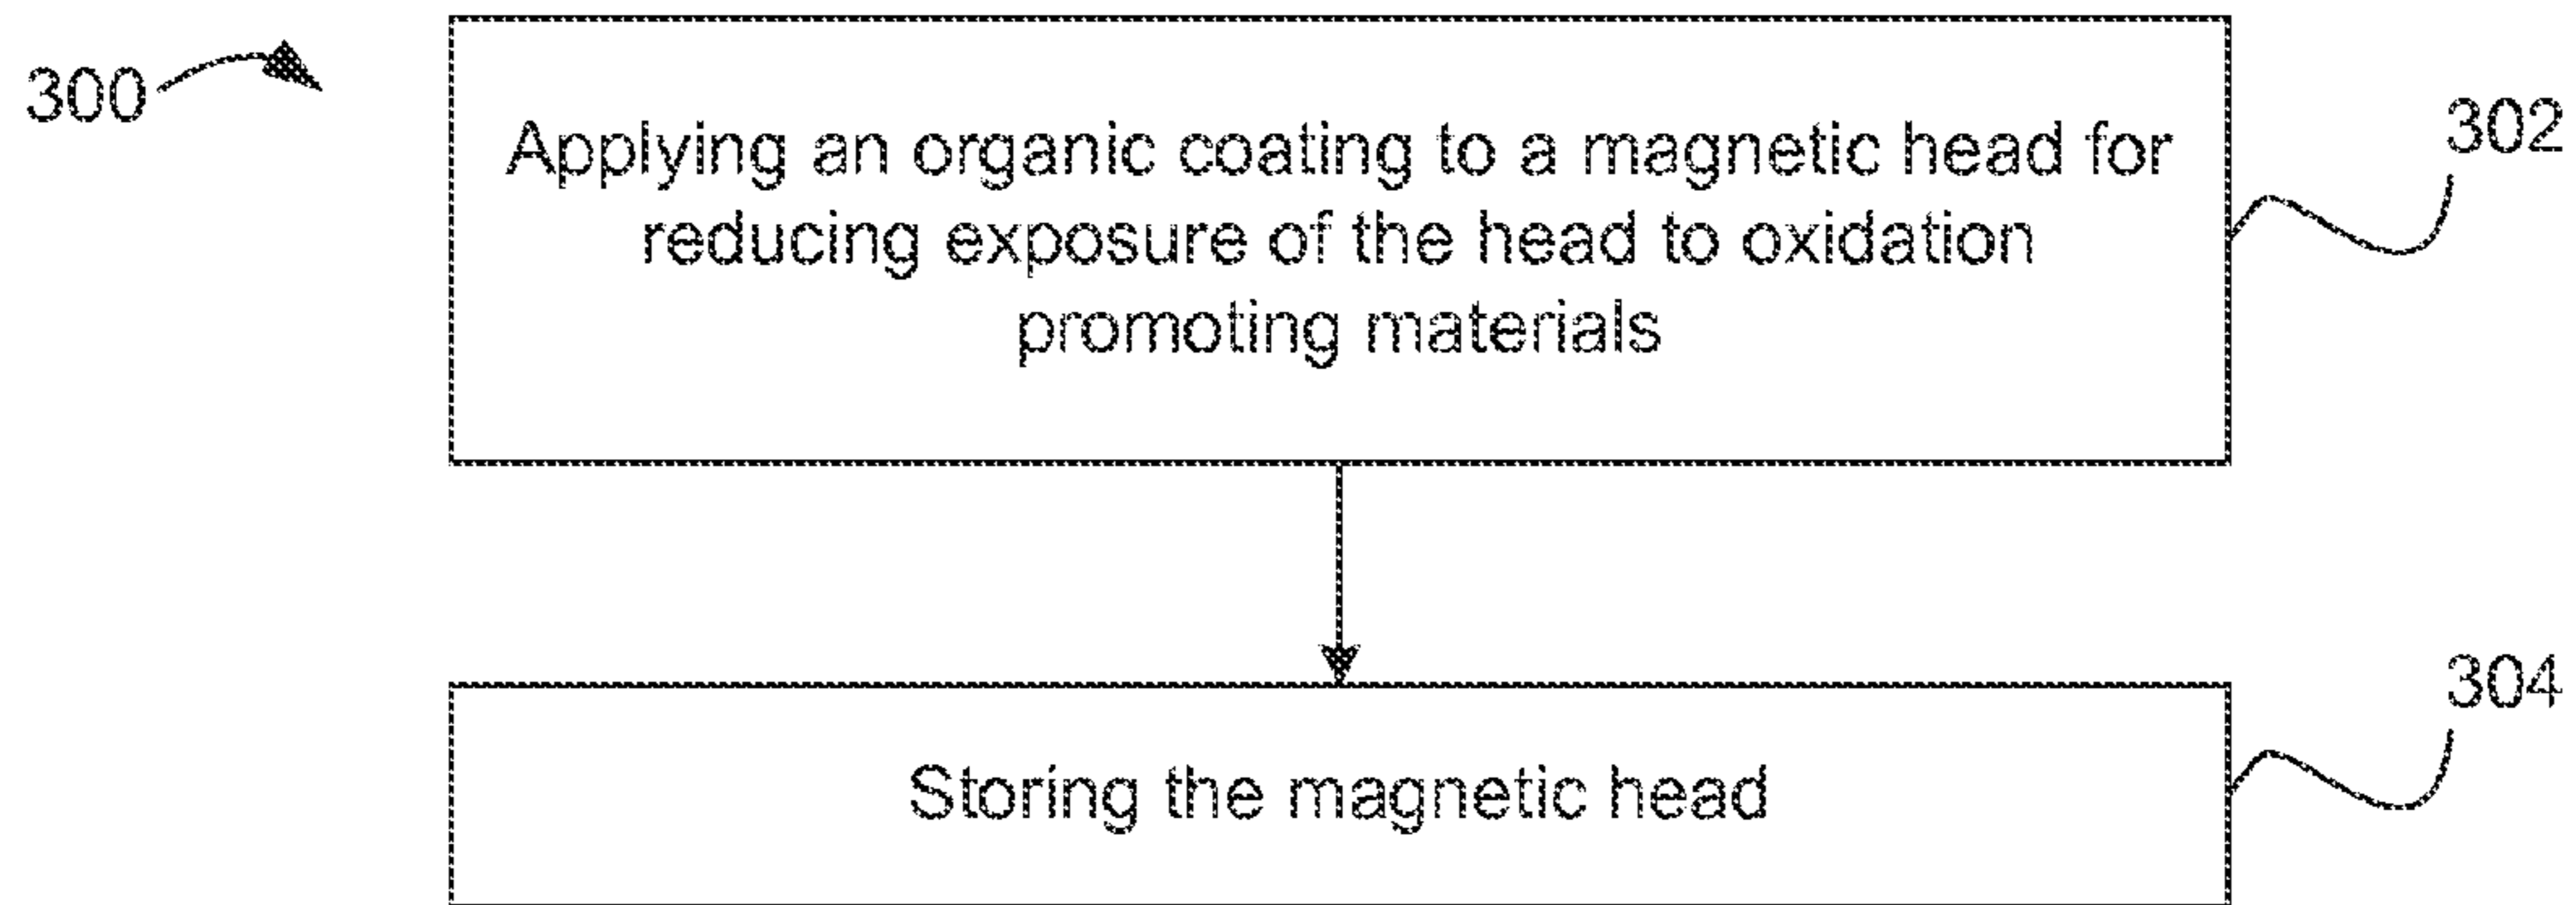 300
Applying an organic coating to a magnetic head for
reducing exposure of the head to oxidation
promoting materials
302
Storing the magnetic head
304